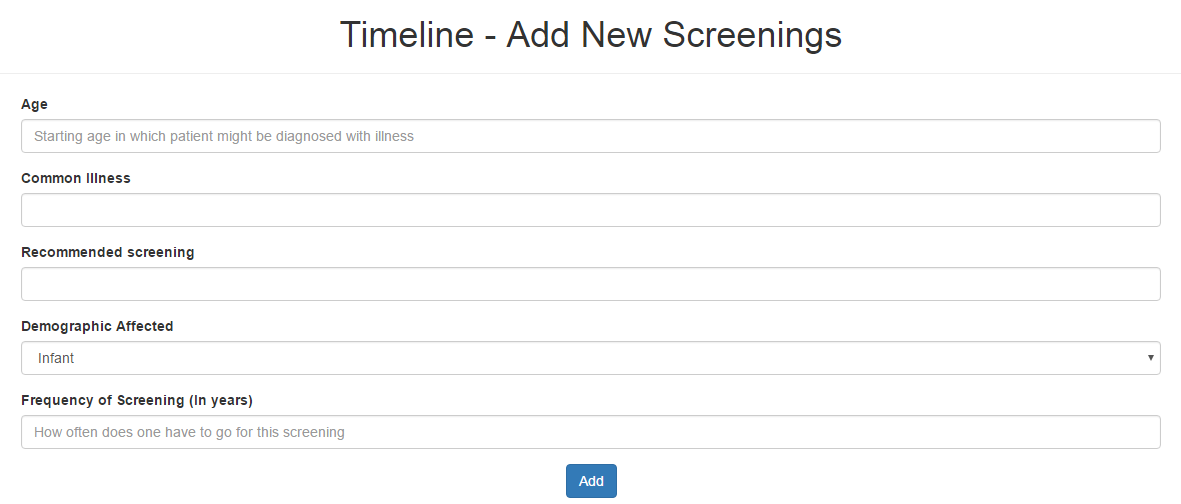 Timeline - Add New Screenings
Age
Starting age in which patient might be diagnosed with illness
Common Illness
Recommended screening
Demographic Affected
Infant
Frequency of Screening (In years)
How often does one have to go for this screening
Add